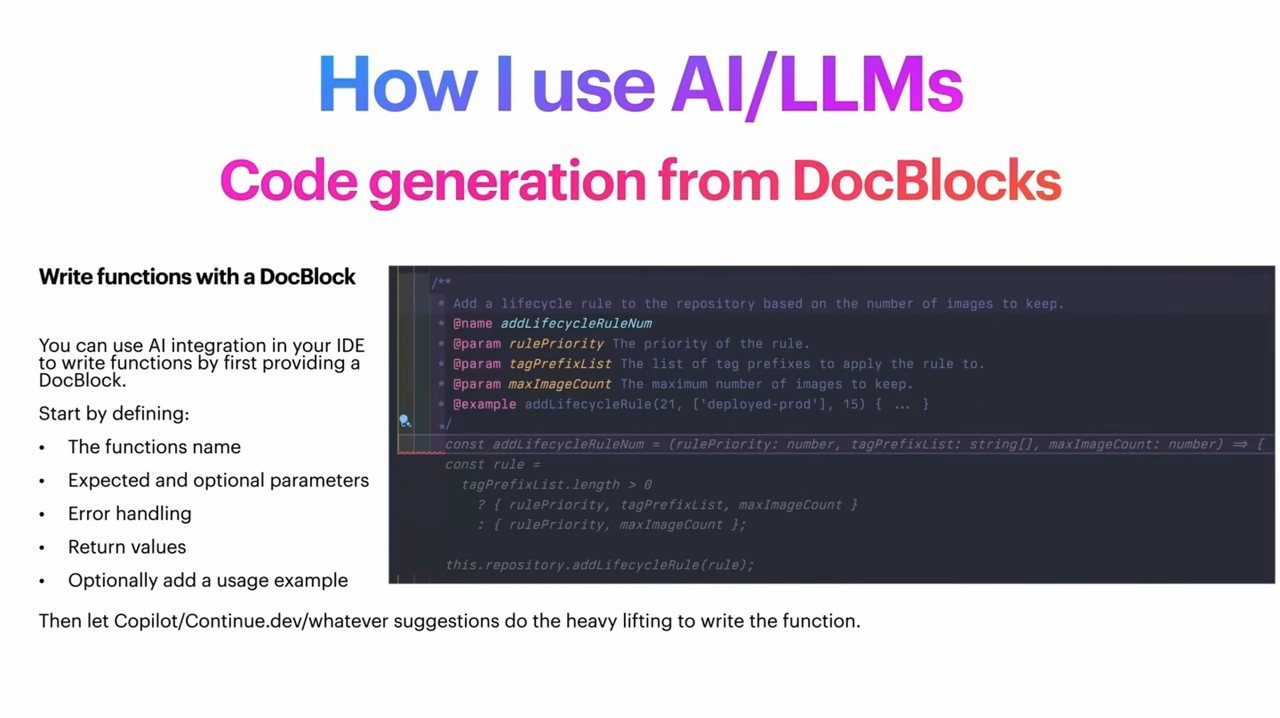 How I use AI/LLMs
Code generation from DocBlocks
Write functions with a DocBlock
You can use AI integration in your IDE
to write functions by first providing a
DocBlock.
Start by defining:
• The functions name
• Expected and optional parameters
• Error handling
• Return values
• Optionally add a usage example
Then let Copilot/Continue.dev/whatever suggestions do the heavy lifting to write the function.
/**
* Add a lifecycle rule to the repository based on the number of images to keep.
* @name addLifecycleRuleNum
* @param rulePriority The priority of the rule.
* @param tagPrefixList The list of tag prefixes to apply the rule to.
* @param maxImageCount The maximum number of images to keep.
* @example addLifecycleRule(21, ['deployed-prod'], 15) { ... }
*/
const addLifecycleRuleNum = (rulePriority: number, tagPrefixList: string[], maxImageCount: number) => {
const rule =
tagPrefixList.length > 0
? { rulePriority, tagPrefixList, maxImageCount }
: { rulePriority, maxImageCount };
this.repository.addLifecycleRule(rule);